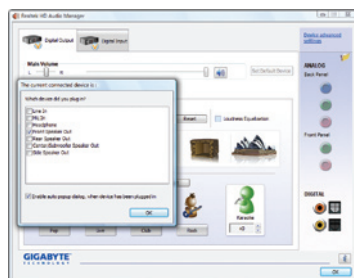 Realtek HD Audio Manager
Digital Output
Digital Input
Device advanced
settings
Main Volume
L
R
Set Default Device
ANALOG
Back Panel
The current connected device is :
Which device did you plug in?
Line In
Mic In
Headphone
Front Speaker Out
Rear Speaker Out
Center/Subwoofer Speaker Out
Side Speaker Out
Reset
Loudness Equalization
Front Panel
Enable auto popup dialog, when device has been plugged in
OK
DIGITAL
Karaoke
+0
Pop
Live
Club
Rock
GIGABYTE
TECHNOLOGY
OK